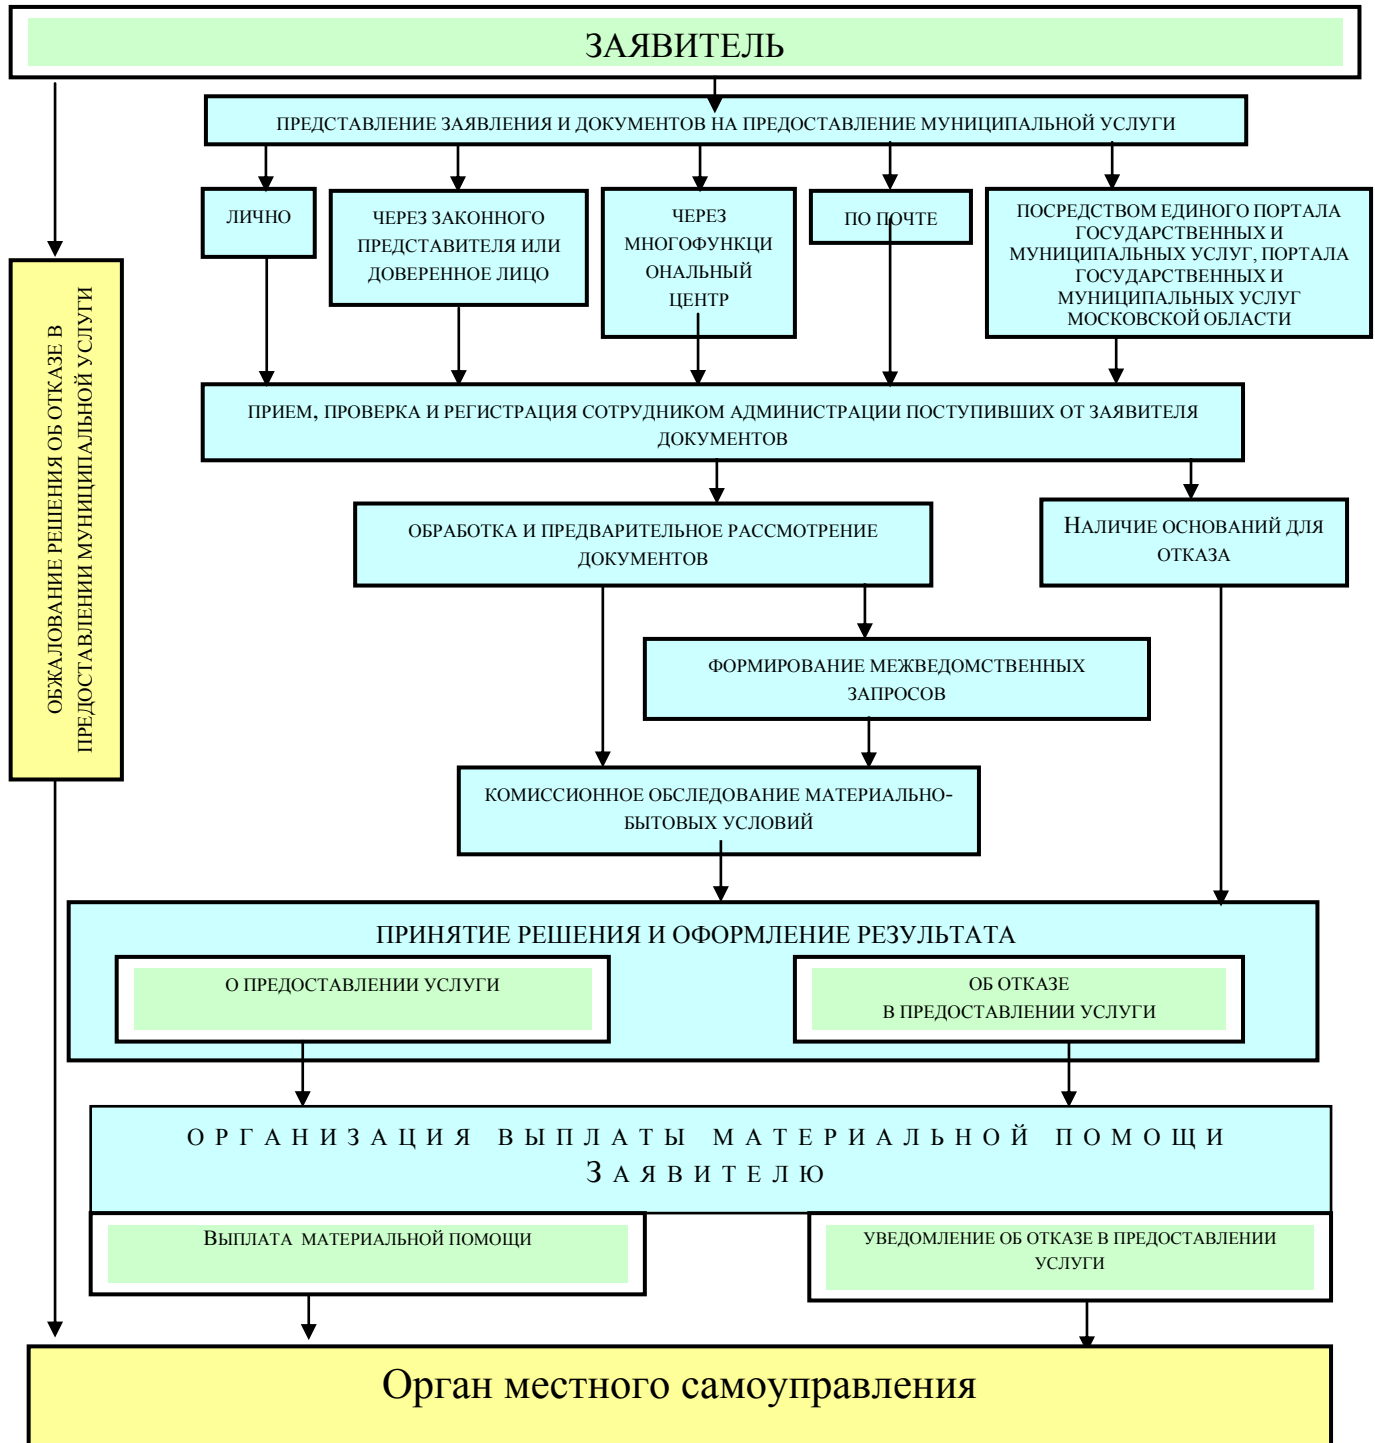 ЗАЯВИТЕЛЬ
ПРЕДСТАВЛЕНИЕ ЗАЯВЛЕНИЯ И ДОКУМЕНТОВ НА ПРЕДОСТАВЛЕНИЕ МУНИЦИПАЛЬНОЙ УСЛУГИ
ЛИЧНО
ЧЕРЕЗ ЗАКОННОГО
ПРЕДСТАВИТЕЛЯ ИЛИ
ДОВЕРЕННОЕ ЛИЦО
ЧЕРЕЗ
МНОГОФУНКЦИ
ОНАЛЬНЫЙ
ЦЕНТР
ПО ПОЧТЕ
ПОСРЕДСТВОМ ЕДИНОГО ПОРТАЛА
ГОСУДАРСТВЕННЫХ И
МУНИЦИПАЛЬНЫХ УСЛУГ, ПОРТАЛА
ГОСУДАРСТВЕННЫХ И
МУНИЦИПАЛЬНЫХ УСЛУГ
МОСКОВСКОЙ ОБЛАСТИ
ОБЖАЛОВАНИЕ РЕШЕНИЯ ОБ ОТКАЗЕ В
ПРЕДОСТАВЛЕНИИ МУНИЦИПАЛЬНОЙ УСЛУГИ
ПРИЕМ, ПРОВЕРКА И РЕГИСТРАЦИЯ СОТРУДНИКОМ АДМИНИСТРАЦИИ ПОСТУПИВШИХ ОТ ЗАЯВИТЕЛЯ
ДОКУМЕНТОВ
ОБРАБОТКА И ПРЕДВАРИТЕЛЬНОЕ РАССМОТРЕНИЕ
ДОКУМЕНТОВ
НАЛИЧИЕ ОСНОВАНИЙ ДЛЯ
ОТКАЗА
ФОРМИРОВАНИЕ МЕЖВЕДОМСТВЕННЫХ
ЗАПРОСОВ
КОМИССИОННОЕ ОБСЛЕДОВАНИЕ МАТЕРИАЛЬНО-
БЫТОВЫХ УСЛОВИЙ
ПРИНЯТИЕ РЕШЕНИЯ И ОФОРМЛЕНИЕ РЕЗУЛЬТАТА
О ПРЕДОСТАВЛЕНИИ УСЛУГИ
ОБ ОТКАЗЕ
В ПРЕДОСТАВЛЕНИИ УСЛУГИ
ОРГАНИЗАЦИЯ ВЫПЛАТЫ МАТЕРИАЛЬНОЙ ПОМОЩИ
ЗАЯВИТЕЛЮ
ВЫПЛАТА МАТЕРИАЛЬНОЙ ПОМОЩИ
УВЕДОМЛЕНИЕ ОБ ОТКАЗЕ В ПРЕДОСТАВЛЕНИИ
УСЛУГИ
Орган местного самоуправления